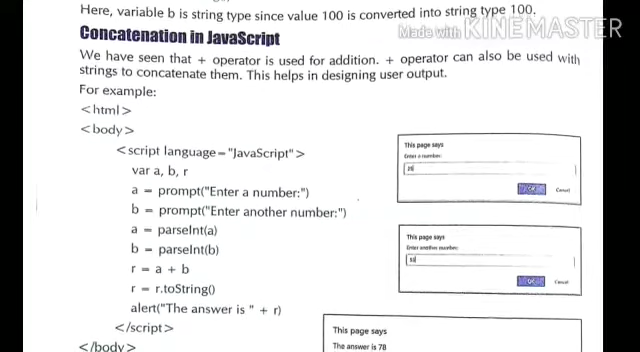 Here, variable b is string type since value 100 is converted into string type 100.
Made with KINEMASTER
Concatenation in JavaScript
We have seen that + operator is used for addition. + operator can also be used with
strings to concatenate them. This helps in designing user output.
For example:
<html>
<body>
<script language="JavaScript">
var a, b, r
a = prompt("Enter a number:")
b = prompt("Enter another number:")
a = parseInt(a)
b = parseInt(b)
r = a + b
r = r.toString()
alert("The answer is " + r)
</script>
</body>
This page says
Enter a number:
Cancel
This page says
Enter another number:
Cancel
This page says
The answer is 78